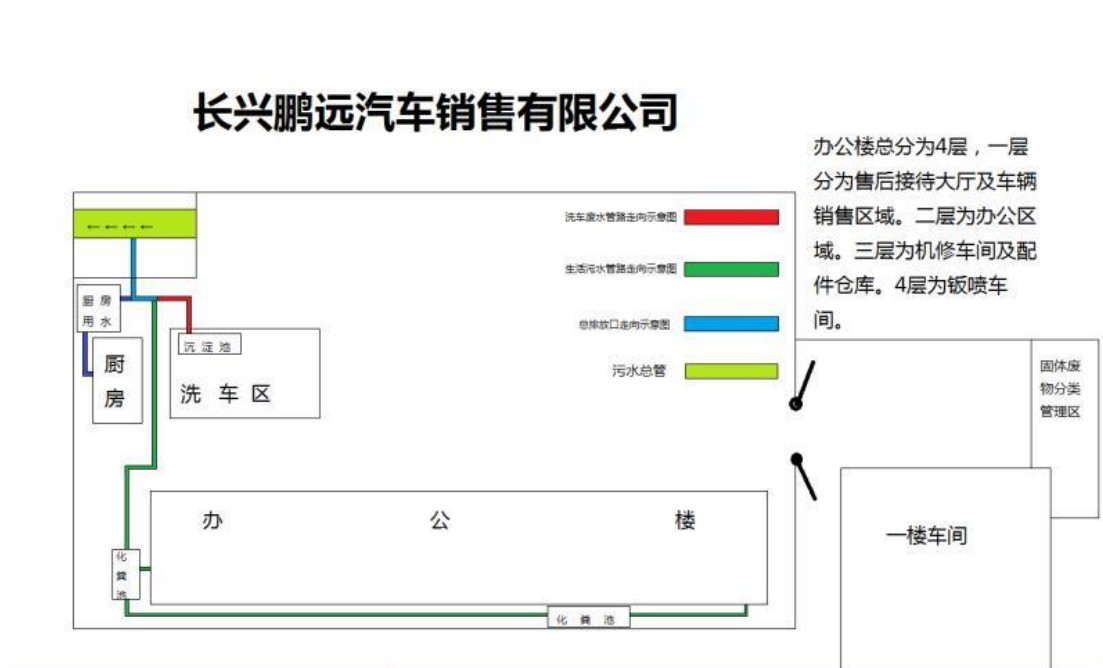 长兴鹏远汽车销售有限公司
办公楼总分为4层，一层
分为售后接待大厅及车辆
销售区域。二层为办公区
域。三层为机修车间及配
件仓库。4层为钣喷车
间。
洗车废水管路走向示意图
←←←←
生活污水管路走向示意图
厨房
用水
总排放口走向示意图
沉淀池
污水总管
厨
房
洗车区
固体废
物分类
管理区
办公楼
一楼车间
化
粪
池
化粪池